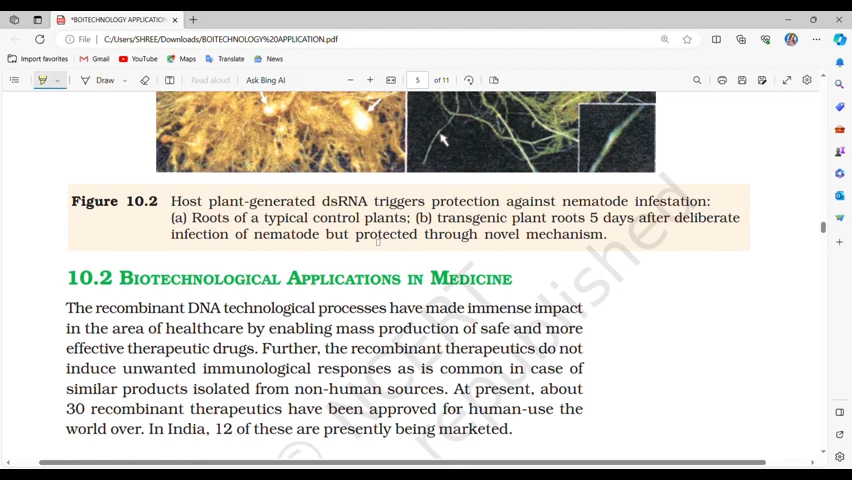 *BOITECHNOLOGY APPLICATION
File
C:/Users/SHREE/Downloads/BOITECHNOLOGY%20APPLICATION.pdf
Import favorites
Gmail
YouTube
Maps
Translate
News
Draw
Read aloud
Ask Bing AI
5
of 11
Figure 10.2 Host plant-generated dsRNA triggers protection against nematode infestation:
(a) Roots of a typical control plants; (b) transgenic plant roots 5 days after deliberate
infection of nematode but protected through novel mechanism.
10.2 BIOTECHNOLOGICAL APPLICATIONS IN MEDICINE
The recombinant DNA technological processes have made immense impact
in the area of healthcare by enabling mass production of safe and more
effective therapeutic drugs. Further, the recombinant therapeutics do not
induce unwanted immunological responses as is common in case of
similar products isolated from non-human sources. At present, about
30 recombinant therapeutics have been approved for human-use the
world over. In India, 12 of these are presently being marketed.
© NCERT
republished